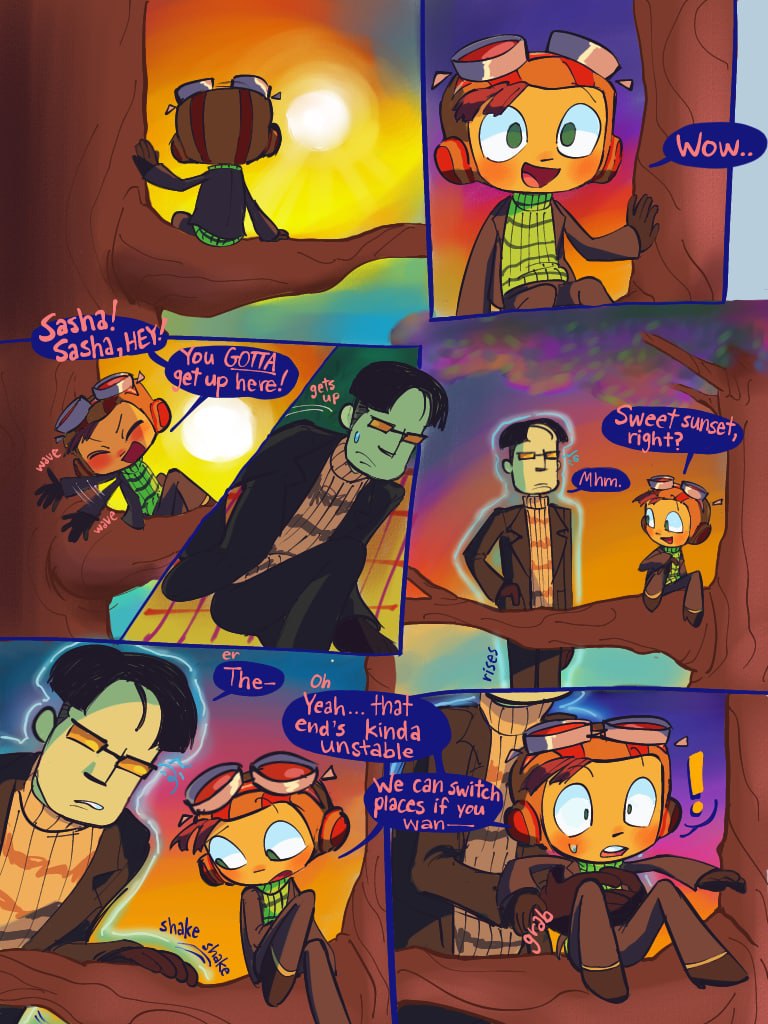 Wow..
Sasha!
Sasha, HEY!
You GOTTA
get up here!
wave
wave
gets
up
Sweet sunset,
right?
Mhm.
rises
er
The-
Oh
Yeah... that
end's kinda
unstable
We can switch
places if you
wan—
shake
shake
!
grab